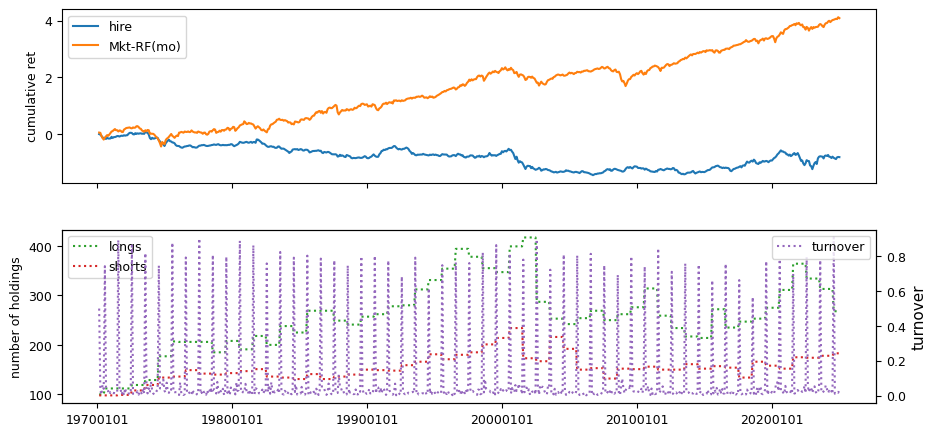 cumulative ret
4
2
0
hire
Mkt-RF(mo)
number of holdings
400
300
200
100
longs
shorts
turnover
0.8
0.6
0.4
0.2
0.0
turnover
19700101
19800101
19900101
20000101
20100101
20200101